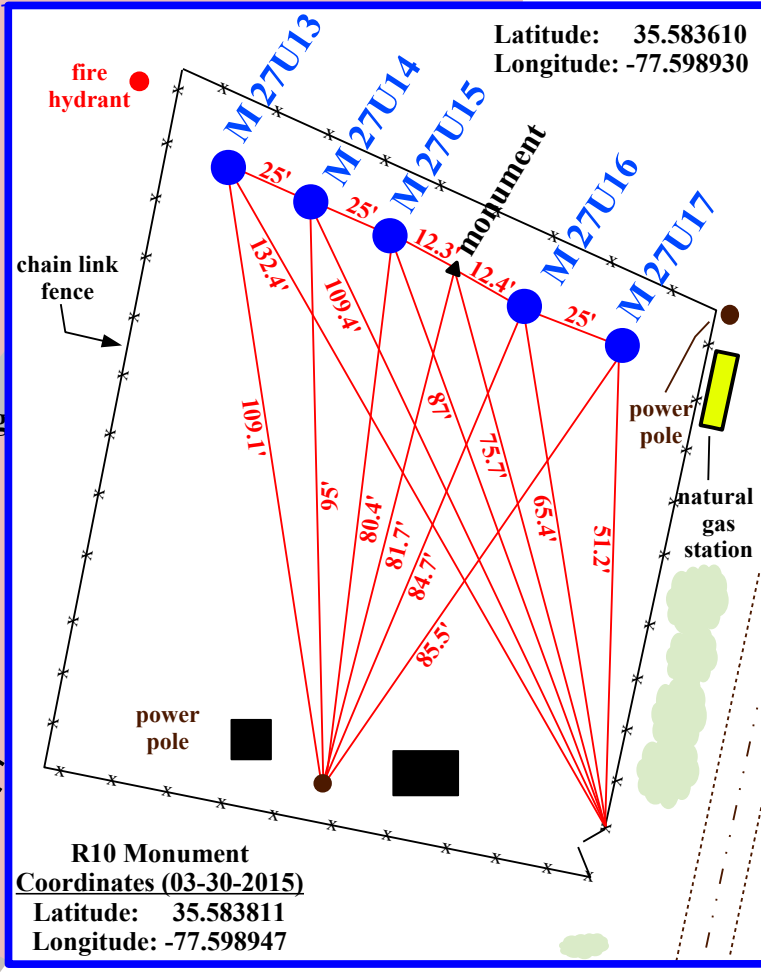 Latitude: 35.583610
Longitude: -77.598930
fire
hydrant
M 27U13
M 27U14
M 27U15
monument
M 27U16
M 27U17
25'
25'
12.3'
12.4'
25'
chain link
fence
132.4'
109.4'
87'
75.7'
65.4'
51.2'
109.1'
95'
80.4'
81.7'
84.7'
85.5'
power
pole
natural
gas
station
power
pole
R10 Monument
Coordinates (03-30-2015)
Latitude: 35.583811
Longitude: -77.598947